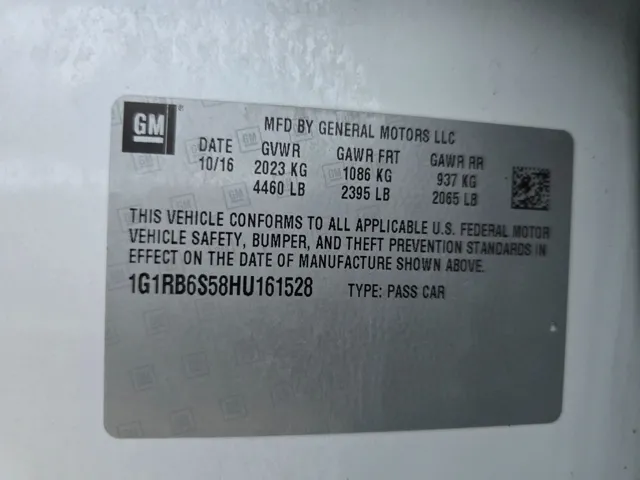 GM ®
MFD BY GENERAL MOTORS LLC
DATE GVWR GAWR FRT GAWR RR
10/16 2023 KG 1086 KG 937 KG
4460 LB 2395 LB 2065 LB
THIS VEHICLE CONFORMS TO ALL APPLICABLE U.S. FEDERAL MOTOR
VEHICLE SAFETY, BUMPER, AND THEFT PREVENTION STANDARDS IN
EFFECT ON THE DATE OF MANUFACTURE SHOWN ABOVE.
1G1RB6S58HU161528 TYPE: PASS CAR